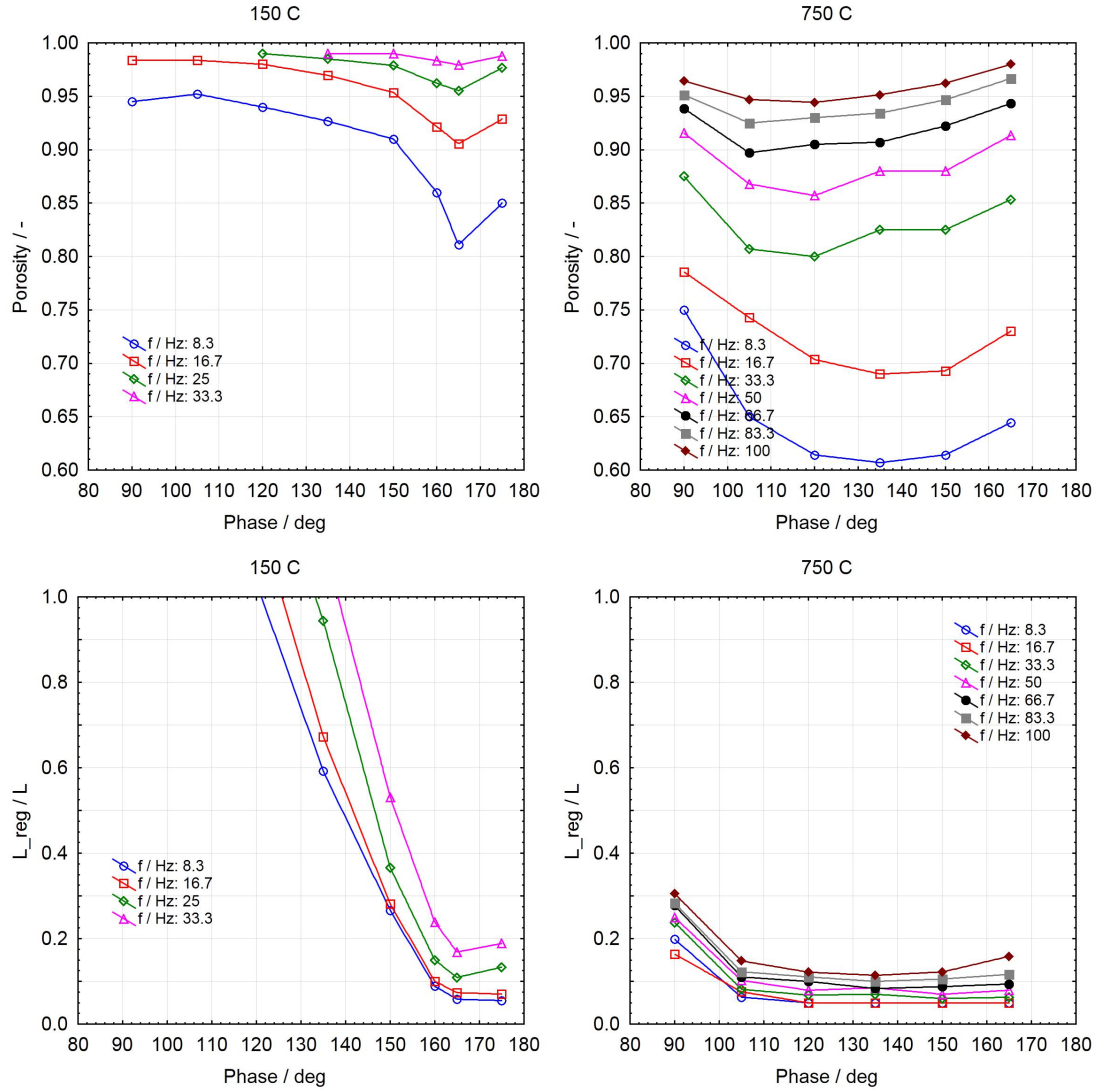 150 C
1.00
0.95
0.90
0.85
0.80
0.75
0.70
0.65
0.60
Porosity / -
f / Hz: 8.3
f / Hz: 16.7
f / Hz: 25
f / Hz: 33.3
80 90 100 110 120 130 140 150 160 170 180
Phase / deg
750 C
1.00
0.95
0.90
0.85
0.80
0.75
0.70
0.65
0.60
Porosity / -
f / Hz: 8.3
f / Hz: 16.7
f / Hz: 33.3
f / Hz: 50
f / Hz: 66.7
f / Hz: 83.3
f / Hz: 100
80 90 100 110 120 130 140 150 160 170 180
Phase / deg
150 C
1.0
0.8
0.6
0.4
0.2
0.0
L_reg / L
f / Hz: 8.3
f / Hz: 16.7
f / Hz: 25
f / Hz: 33.3
80 90 100 110 120 130 140 150 160 170 180
Phase / deg
750 C
1.0
0.8
0.6
0.4
0.2
0.0
L_reg / L
f / Hz: 8.3
f / Hz: 16.7
f / Hz: 33.3
f / Hz: 50
f / Hz: 66.7
f / Hz: 83.3
f / Hz: 100
80 90 100 110 120 130 140 150 160 170 180
Phase / deg